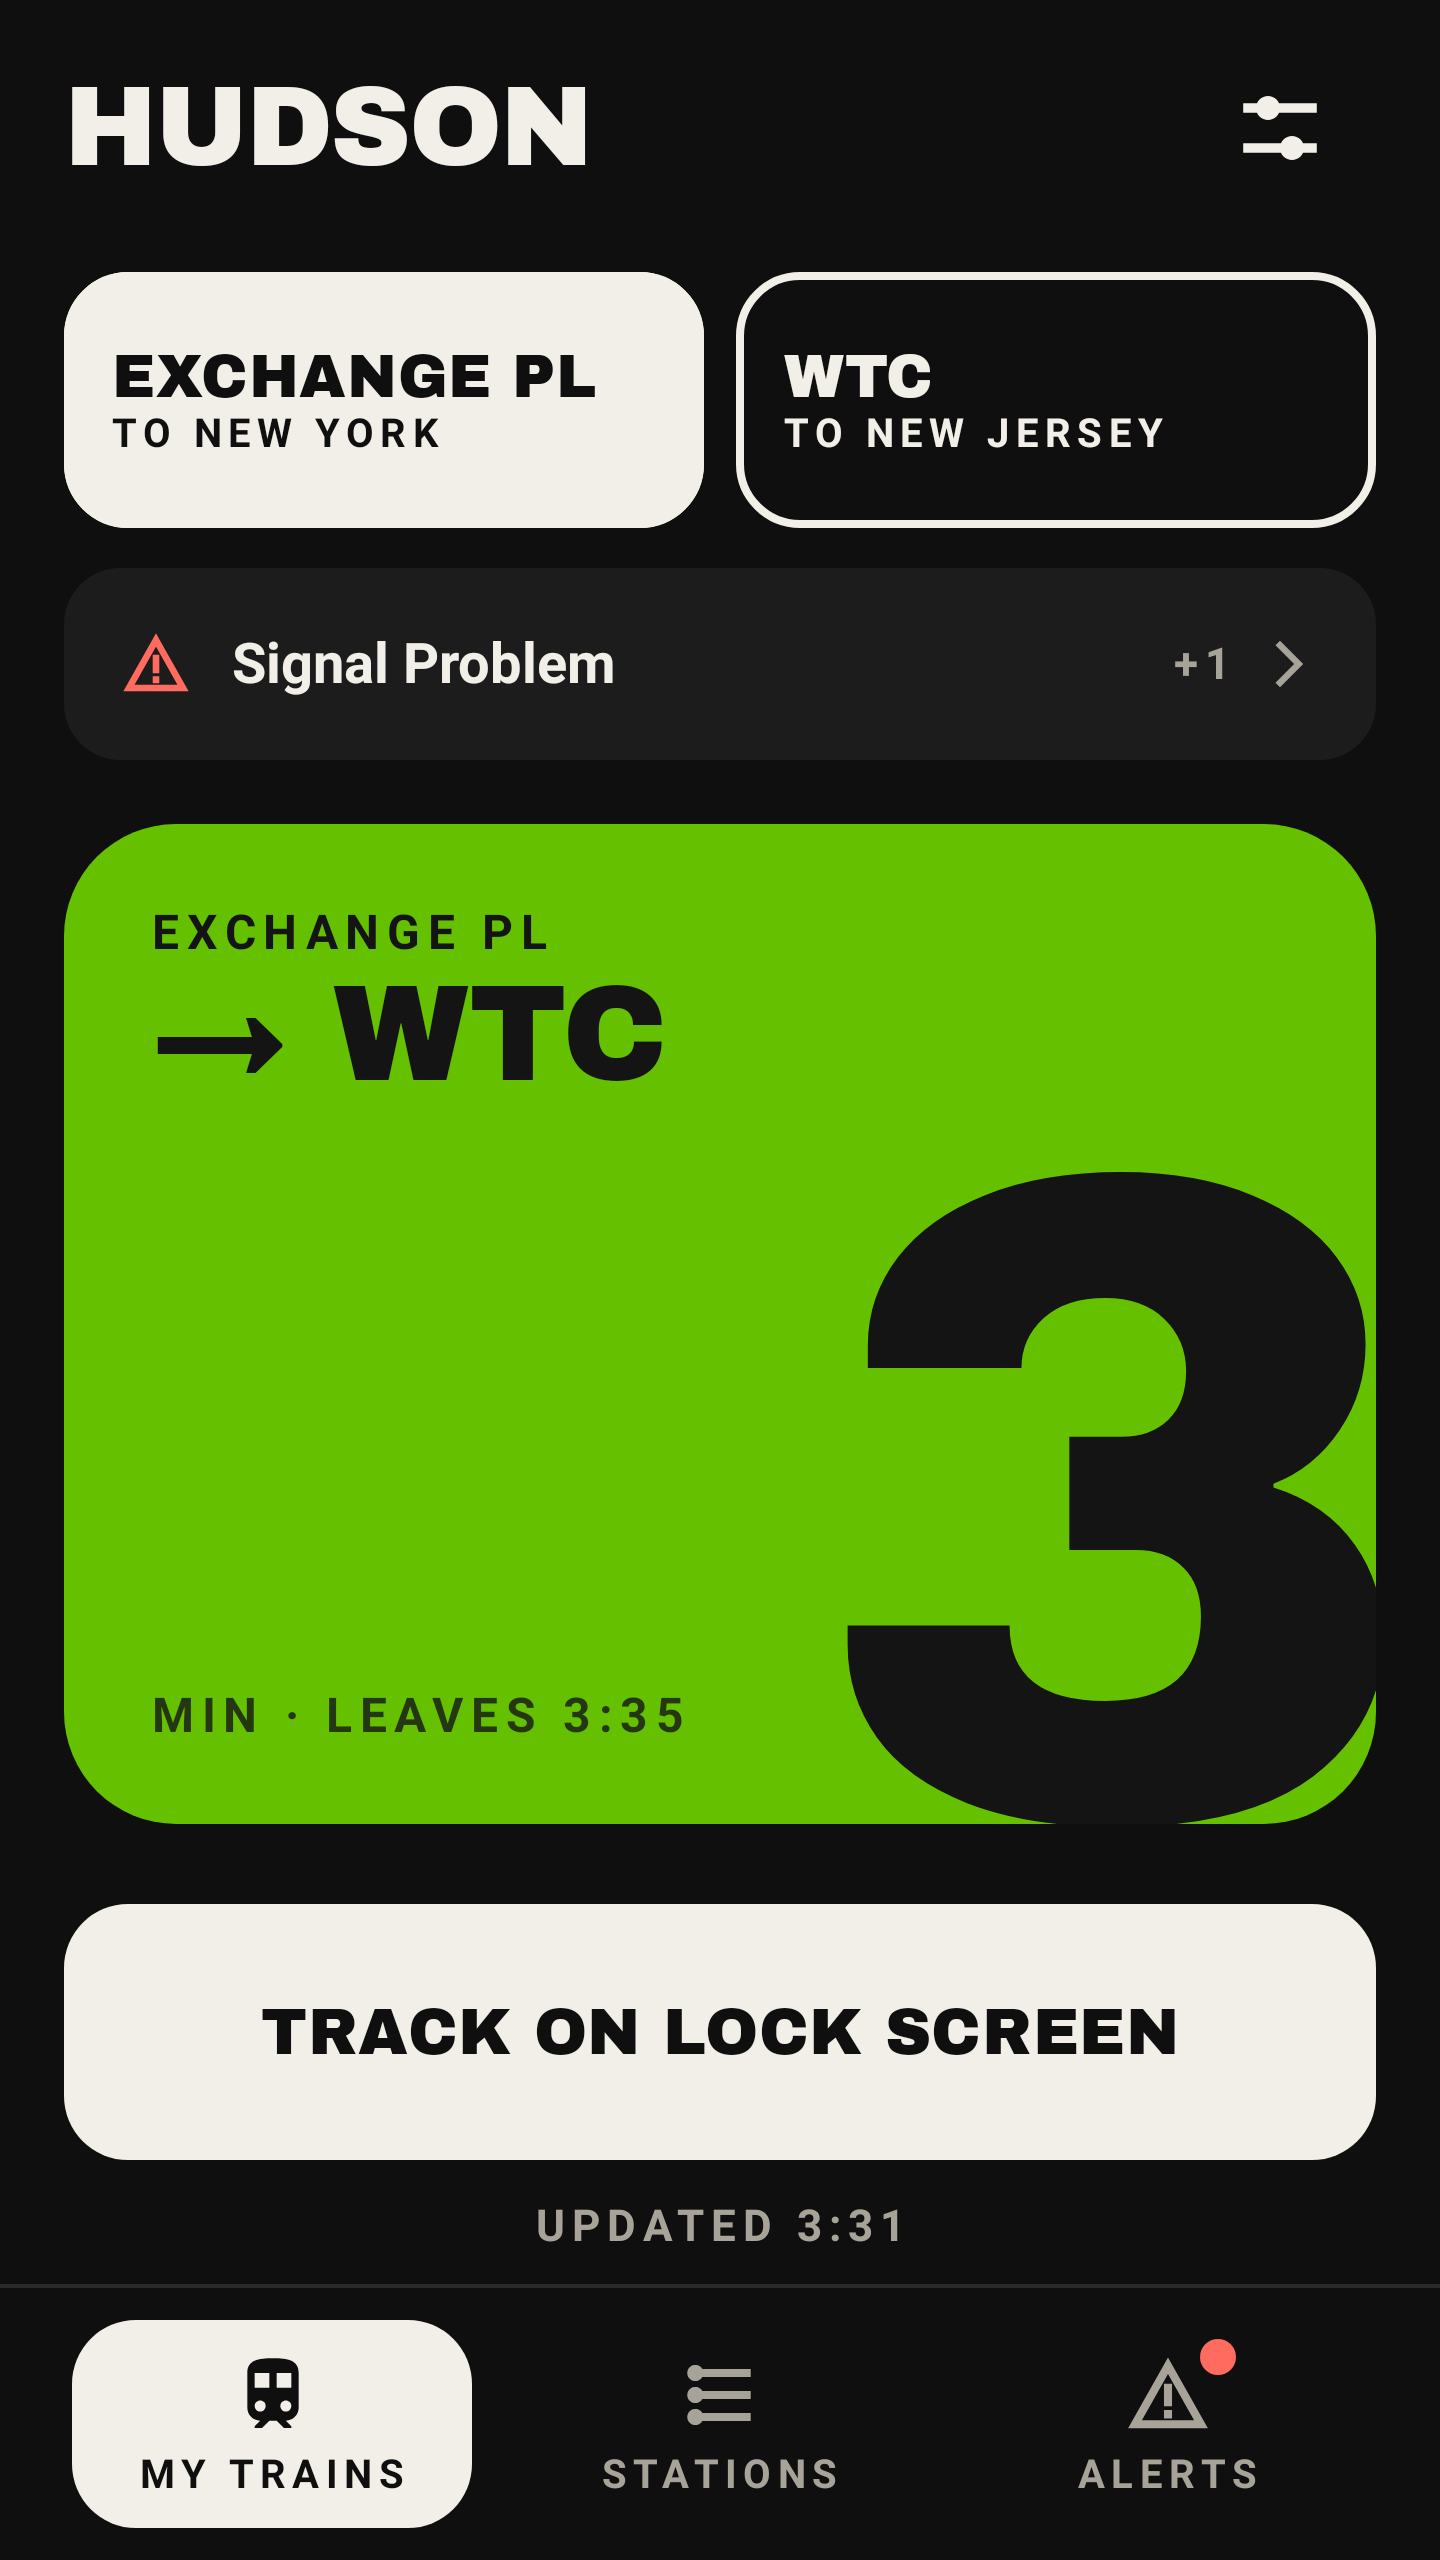 HUDSON
EXCHANGE PL
TO NEW YORK
WTC
TO NEW JERSEY
Signal Problem
+1
EXCHANGE PL
→ WTC
3
MIN · LEAVES 3:35
TRACK ON LOCK SCREEN
UPDATED 3:31
MY TRAINS
STATIONS
ALERTS